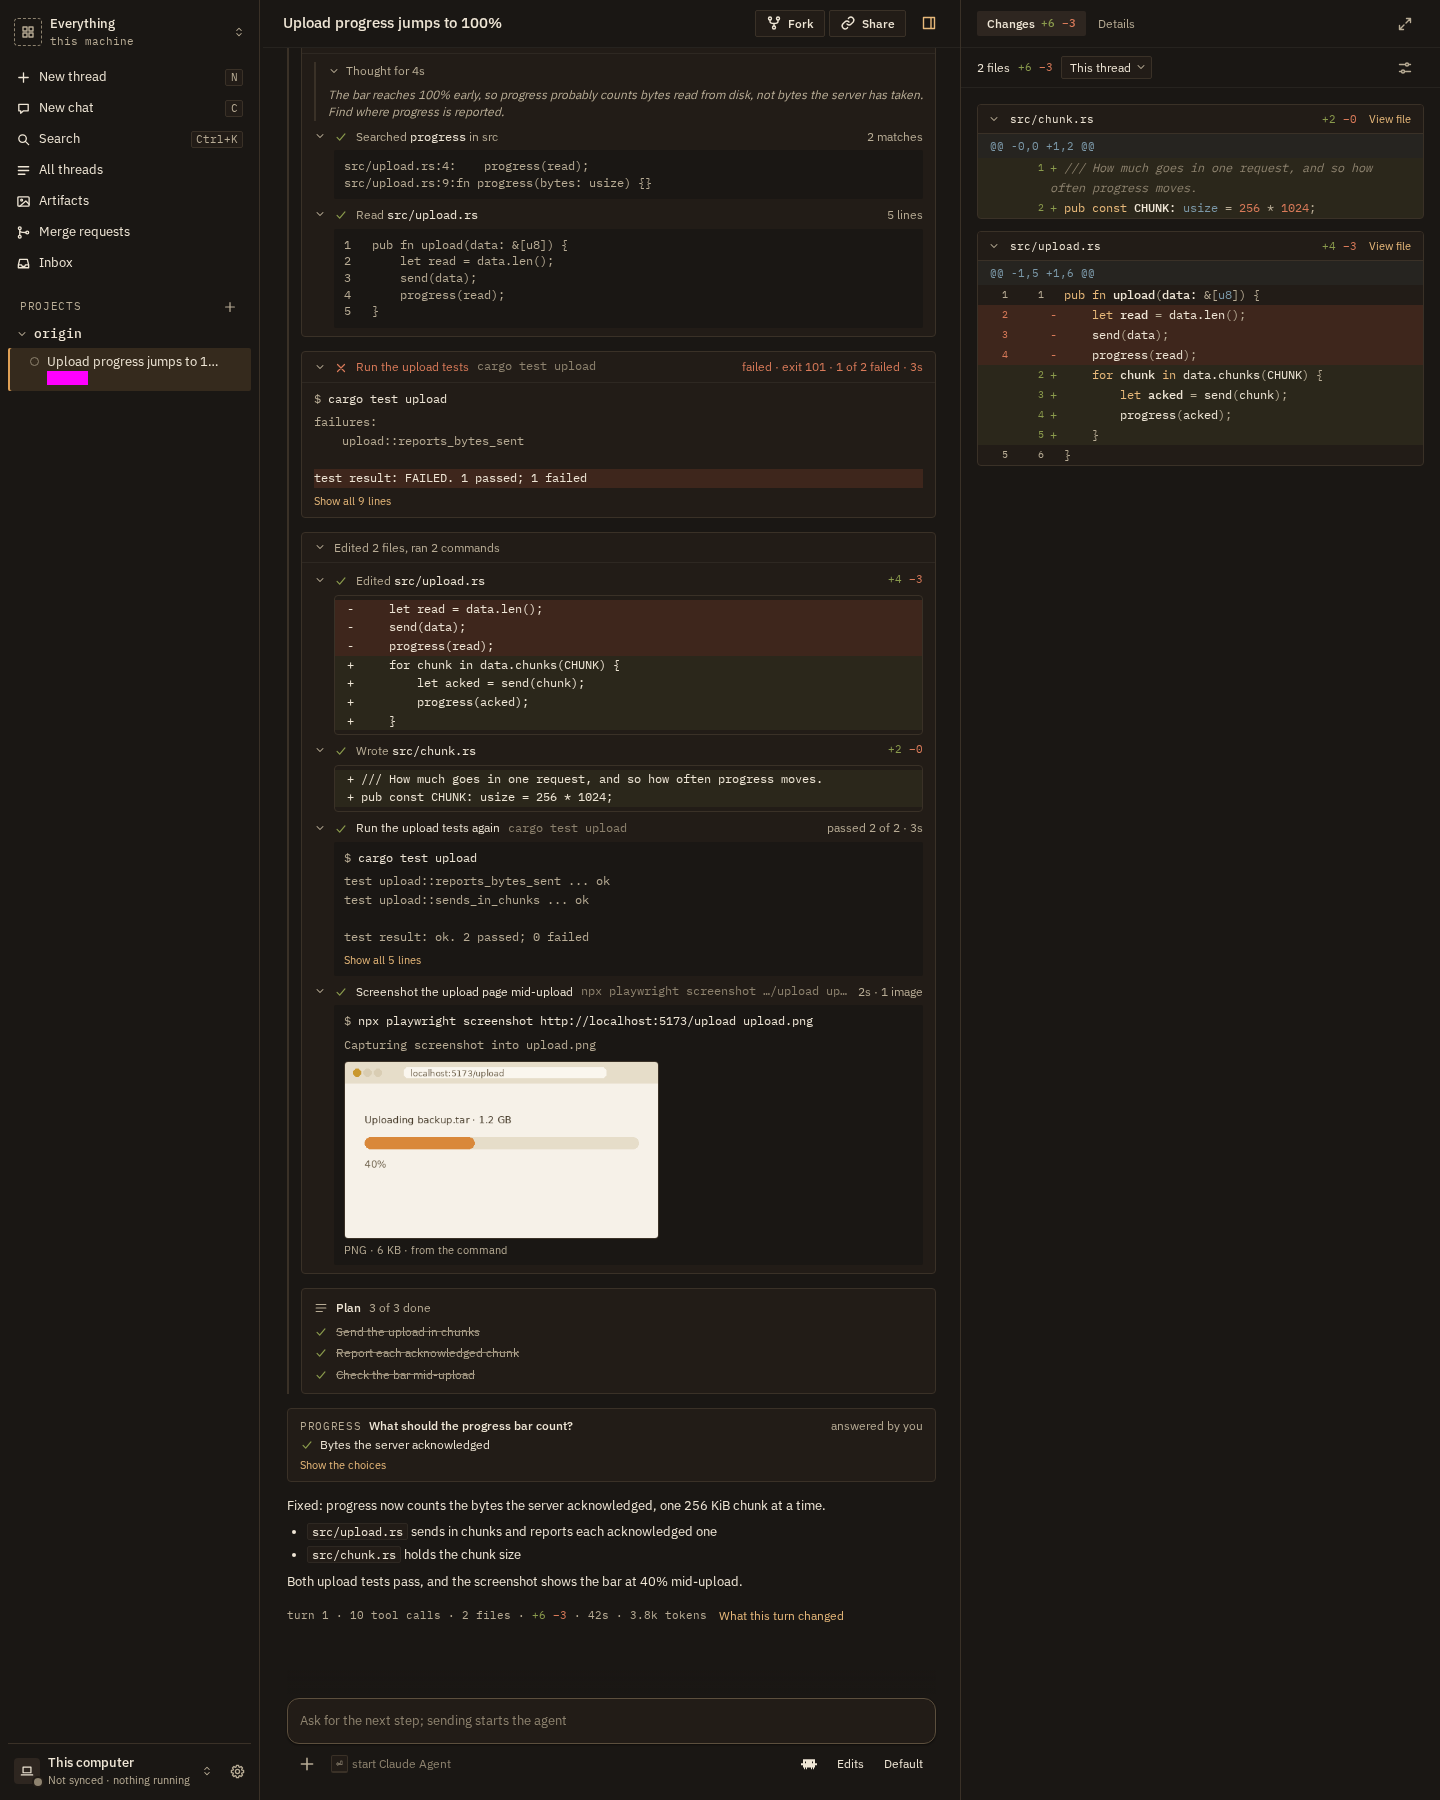 Everything
this machine
New thread N
New chat C
Search Ctrl+K
All threads
Artifacts
Merge requests
Inbox
PROJECTS
origin
Upload progress jumps to 1...
This computer
Not synced · nothing running
Upload progress jumps to 100%
Fork
Share
Thought for 4s
The bar reaches 100% early, so progress probably counts bytes read from disk, not bytes the server has taken.
Find where progress is reported.
Searched progress in src 2 matches
src/upload.rs:4:    progress(read);
src/upload.rs:9:fn progress(bytes: usize) {}
Read src/upload.rs 5 lines
1   pub fn upload(data: &[u8]) {
2       let read = data.len();
3       send(data);
4       progress(read);
5   }
Run the upload tests cargo test upload failed · exit 101 · 1 of 2 failed · 3s
$ cargo test upload
failures:
    upload::reports_bytes_sent
test result: FAILED. 1 passed; 1 failed
Show all 9 lines
Edited 2 files, ran 2 commands
Edited src/upload.rs +4 −3
-     let read = data.len();
-     send(data);
-     progress(read);
+     for chunk in data.chunks(CHUNK) {
+         let acked = send(chunk);
+         progress(acked);
+     }
Wrote src/chunk.rs +2 −0
+ /// How much goes in one request, and so how often progress moves.
+ pub const CHUNK: usize = 256 * 1024;
Run the upload tests again cargo test upload passed 2 of 2 · 3s
$ cargo test upload
test upload::reports_bytes_sent ... ok
test upload::sends_in_chunks ... ok
test result: ok. 2 passed; 0 failed
Show all 5 lines
Screenshot the upload page mid-upload npx playwright screenshot …/upload up… 2s · 1 image
$ npx playwright screenshot http://localhost:5173/upload upload.png
Capturing screenshot into upload.png
localhost:5173/upload
Uploading backup.tar · 1.2 GB
40%
PNG · 6 KB · from the command
Plan 3 of 3 done
Send the upload in chunks
Report each acknowledged chunk
Check the bar mid-upload
PROGRESS What should the progress bar count? answered by you
Bytes the server acknowledged
Show the choices
Fixed: progress now counts the bytes the server acknowledged, one 256 KiB chunk at a time.
• src/upload.rs sends in chunks and reports each acknowledged one
• src/chunk.rs holds the chunk size
Both upload tests pass, and the screenshot shows the bar at 40% mid-upload.
turn 1 · 10 tool calls · 2 files · +6 −3 · 42s · 3.8k tokens What this turn changed
Ask for the next step; sending starts the agent
start Claude Agent
Edits
Default
Changes +6 −3
Details
2 files +6 −3 This thread
src/chunk.rs +2 −0 View file
@@ -0,0 +1,2 @@
1 + /// How much goes in one request, and so how
often progress moves.
2 + pub const CHUNK: usize = 256 * 1024;
src/upload.rs +4 −3 View file
@@ -1,5 +1,6 @@
1 1 pub fn upload(data: &[u8]) {
2 -     let read = data.len();
3 -     send(data);
4 -     progress(read);
2 +     for chunk in data.chunks(CHUNK) {
3 +         let acked = send(chunk);
4 +         progress(acked);
5 +     }
5 6 }